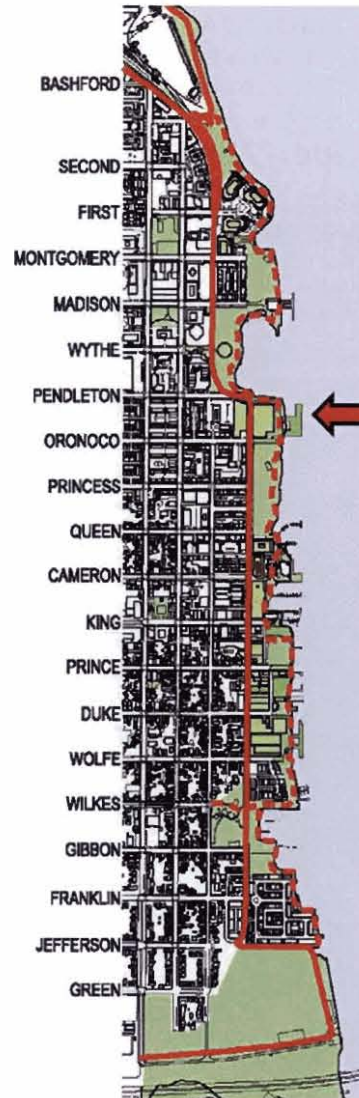 BASHFORD
SECOND
FIRST
MONTGOMERY
MADISON
WYTHE
PENDLETON
ORONOCO
PRINCESS
QUEEN
CAMERON
KING
PRINCE
DUKE
WOLFE
WILKES
GIBBON
FRANKLIN
JEFFERSON
GREEN